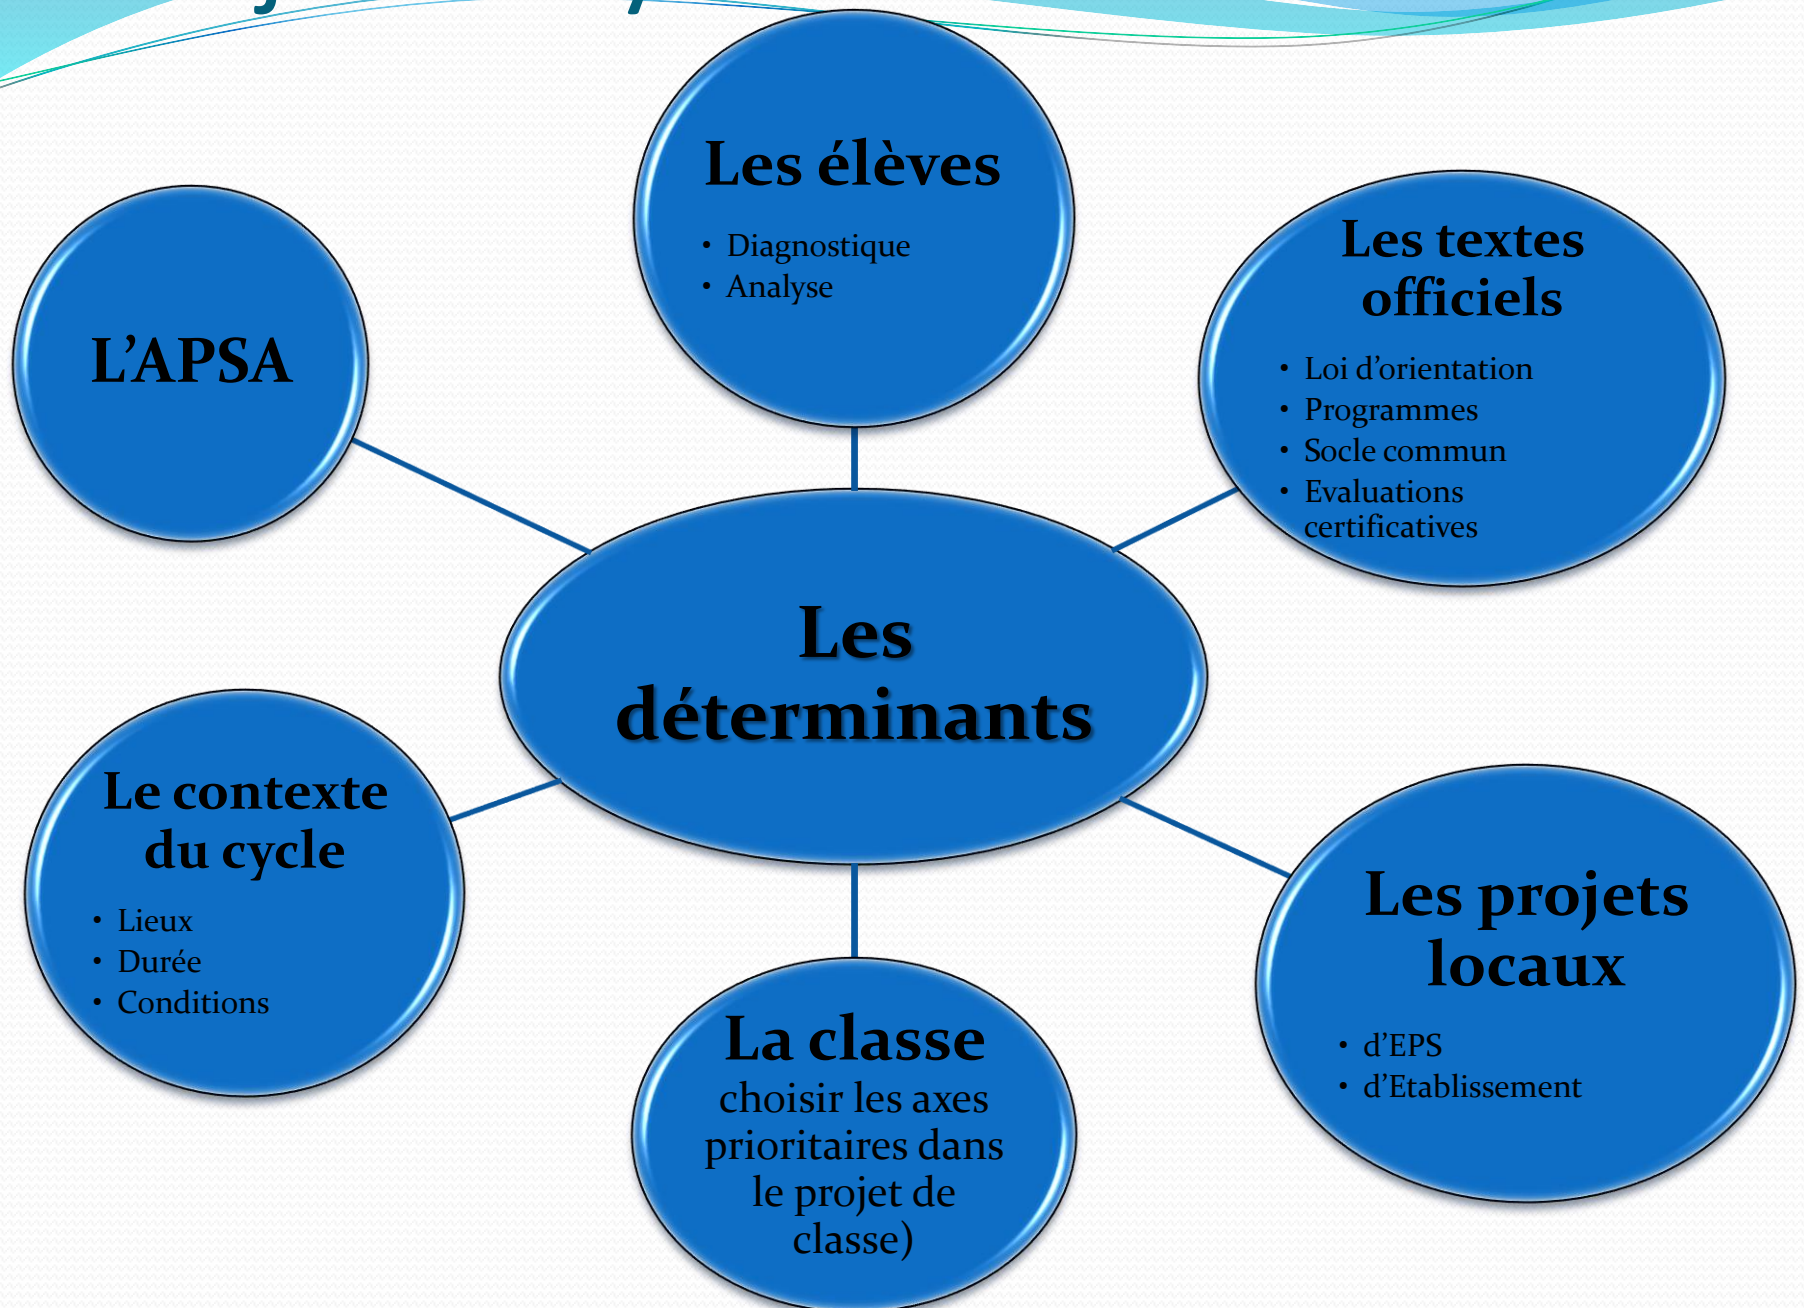 Les élèves
• Diagnostique
• Analyse
Les textes
officiels
• Loi d’orientation
• Programmes
• Socle commun
• Evaluations
certificatives
L’APSA
Les
déterminants
Le contexte
du cycle
• Lieux
• Durée
• Conditions
Les projets
locaux
• d’EPS
• d’Etablissement
La classe
choisir les axes
prioritaires dans
le projet de
classe)